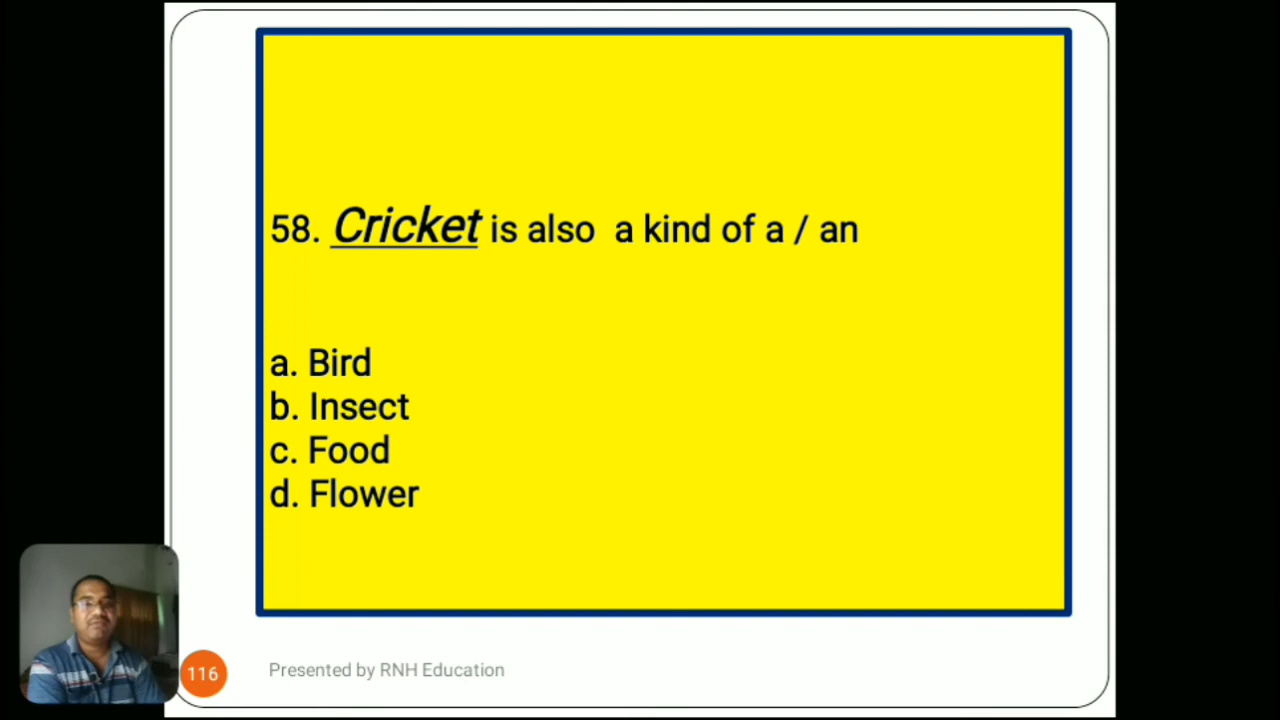 58. Cricket is also a kind of a / an
a. Bird
b. Insect
c. Food
d. Flower
116
Presented by RNH Education